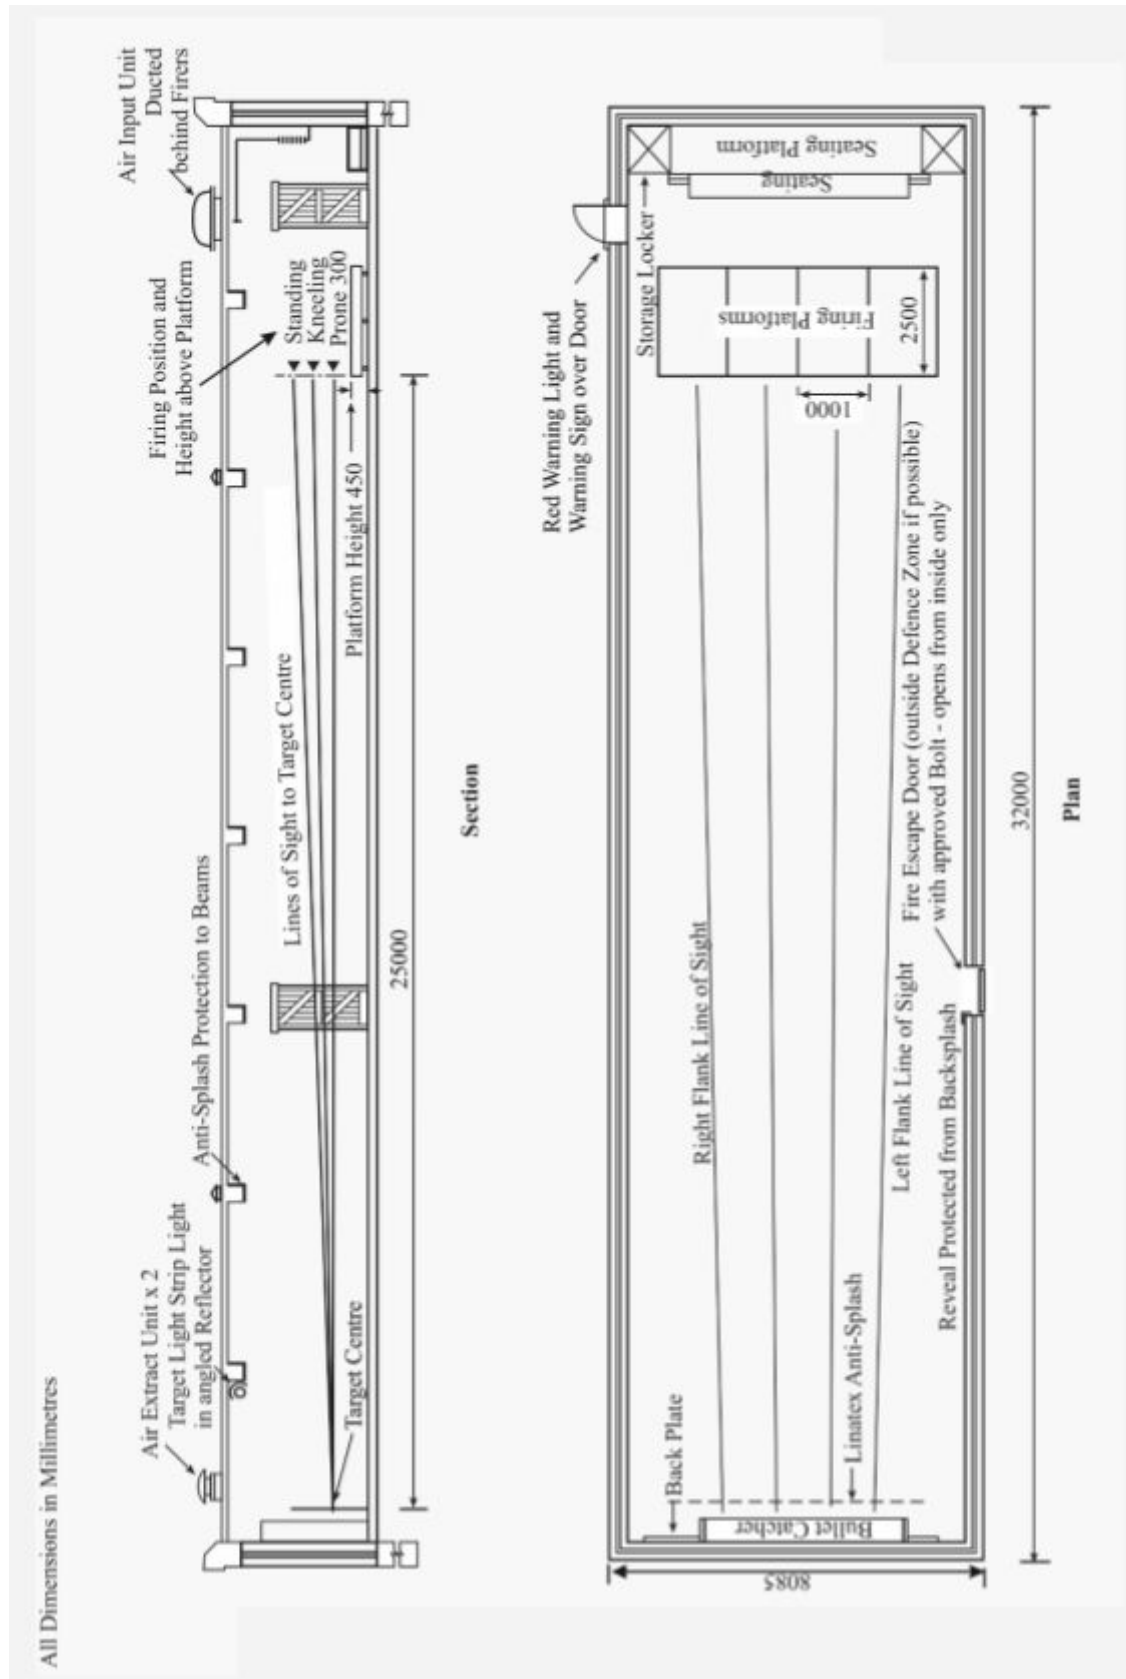 All Dimensions in Millimetres
Air Extract Unit x 2
Target Light Strip Light
in angled Reflector
Anti-Splash Protection to Beams
Firing Position and
Height above Platform
Air Input Unit
Ducted
behind Firers
Standing
Kneeling
Prone 300
Lines of Sight to Target Centre
Platform Height 450
Target Centre
25000
Section
Red Warning Light and
Warning Sign over Door
Storage Locker
Seating Platform
Seating
Firing Platforms
2500
1000
Right Flank Line of Sight
Left Flank Line of Sight
Fire Escape Door (outside Defence Zone if possible)
with approved Bolt - opens from inside only
Reveal Protected from Backsplash
Back Plate
Linatex Anti-Splash
Bullet Catcher
8085
32000
Plan